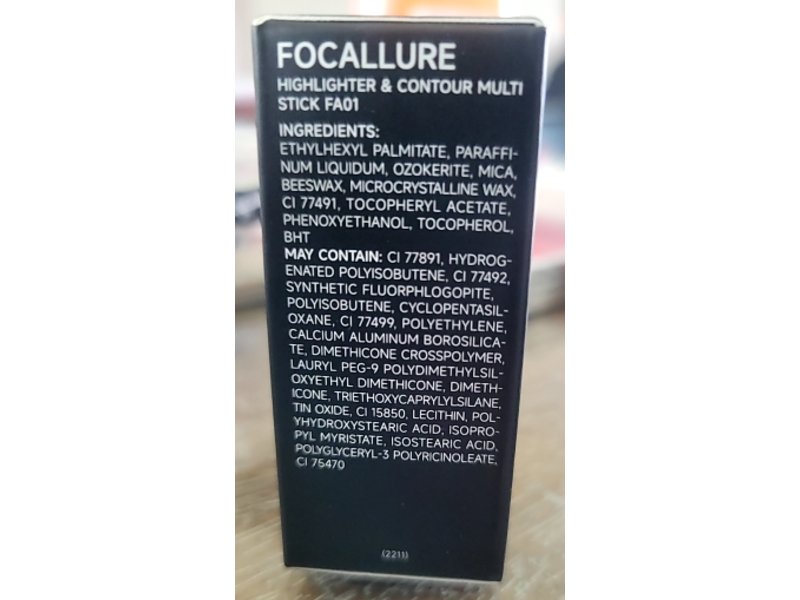 FOCALLURE
HIGHLIGHTER & CONTOUR MULTI
STICK FA01
INGREDIENTS:
ETHYLHEXYL PALMITATE, PARAFFI-
NUM LIQUIDUM, OZOKERITE, MICA,
BEESWAX, MICROCRYSTALLINE WAX,
CI 77491, TOCOPHERYL ACETATE,
PHENOXYETHANOL, TOCOPHEROL,
BHT
MAY CONTAIN: CI 77891, HYDROG-
ENATED POLYISOBUTENE, CI 77492,
SYNTHETIC FLUORPHLOGOPITE,
POLYISOBUTENE, CYCLOPENTASIL-
OXANE, CI 77499, POLYETHYLENE,
CALCIUM ALUMINUM BOROSILICA-
TE, DIMETHICONE CROSSPOLYMER,
LAURYL PEG-9 POLYDIMETHYLSIL-
OXYETHYL DIMETHICONE, DIMETH-
ICONE, TRIETHOXYCAPRYLYLSILANE,
TIN OXIDE, CI 15850, LECITHIN, POL-
YHYDROXYSTEARIC ACID, ISOPRO-
PYL MYRISTATE, ISOSTEARIC ACID,
POLYGLYCERYL-3 POLYRICINOLEATE,
CI 75470
(2211)